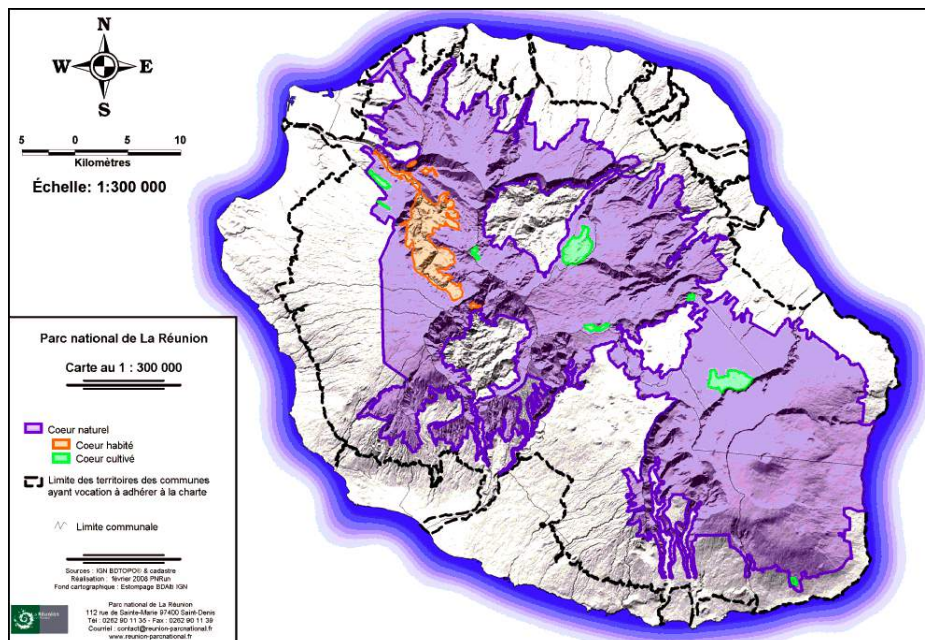 N
W E
S
5 0 5 10
Kilomètres
Échelle: 1:300 000
Parc national de La Réunion
Carte au 1 : 300 000
Coeur naturel
Coeur habité
Coeur cultivé
Limite des territoires des communes
ayant vocation à adhérer à la charte
Limite communale
Sources : IGN BDTOPO® & cadastre
Réalisation : février 2008 PNRun
Fond cartographique : Estompage BDAlti IGN
La Réunion
Parc national de La Réunion
112 rue de Sainte-Marie 97400 Saint-Denis
Tél : 0262 90 11 35 - Fax : 0262 90 11 39
Courriel : contact@reunion-parcnational.fr
www.reunion-parcnational.fr